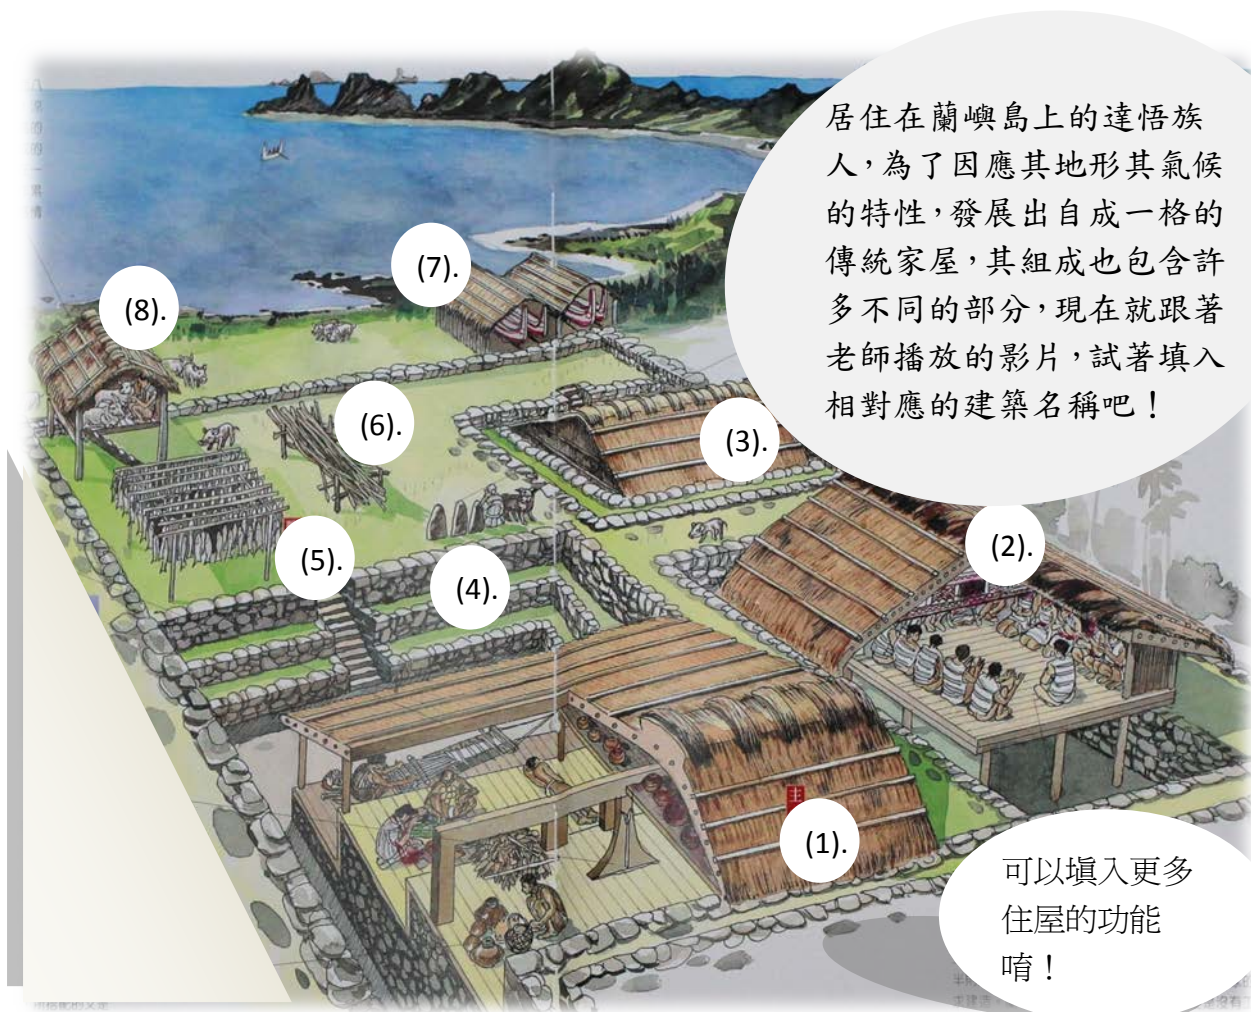 居住在蘭嶼島上的達悟族
人，為了因應其地形其氣候
的特性，發展出自成一格的
傳統家屋，其組成也包含許
多不同的部分，現在就跟著
老師播放的影片，試著填入
相對應的建築名稱吧！
(7).
(8).
(6).
(3).
(2).
(5).
(4).
主
(1).
可以填入更多
住屋的功能
唷！